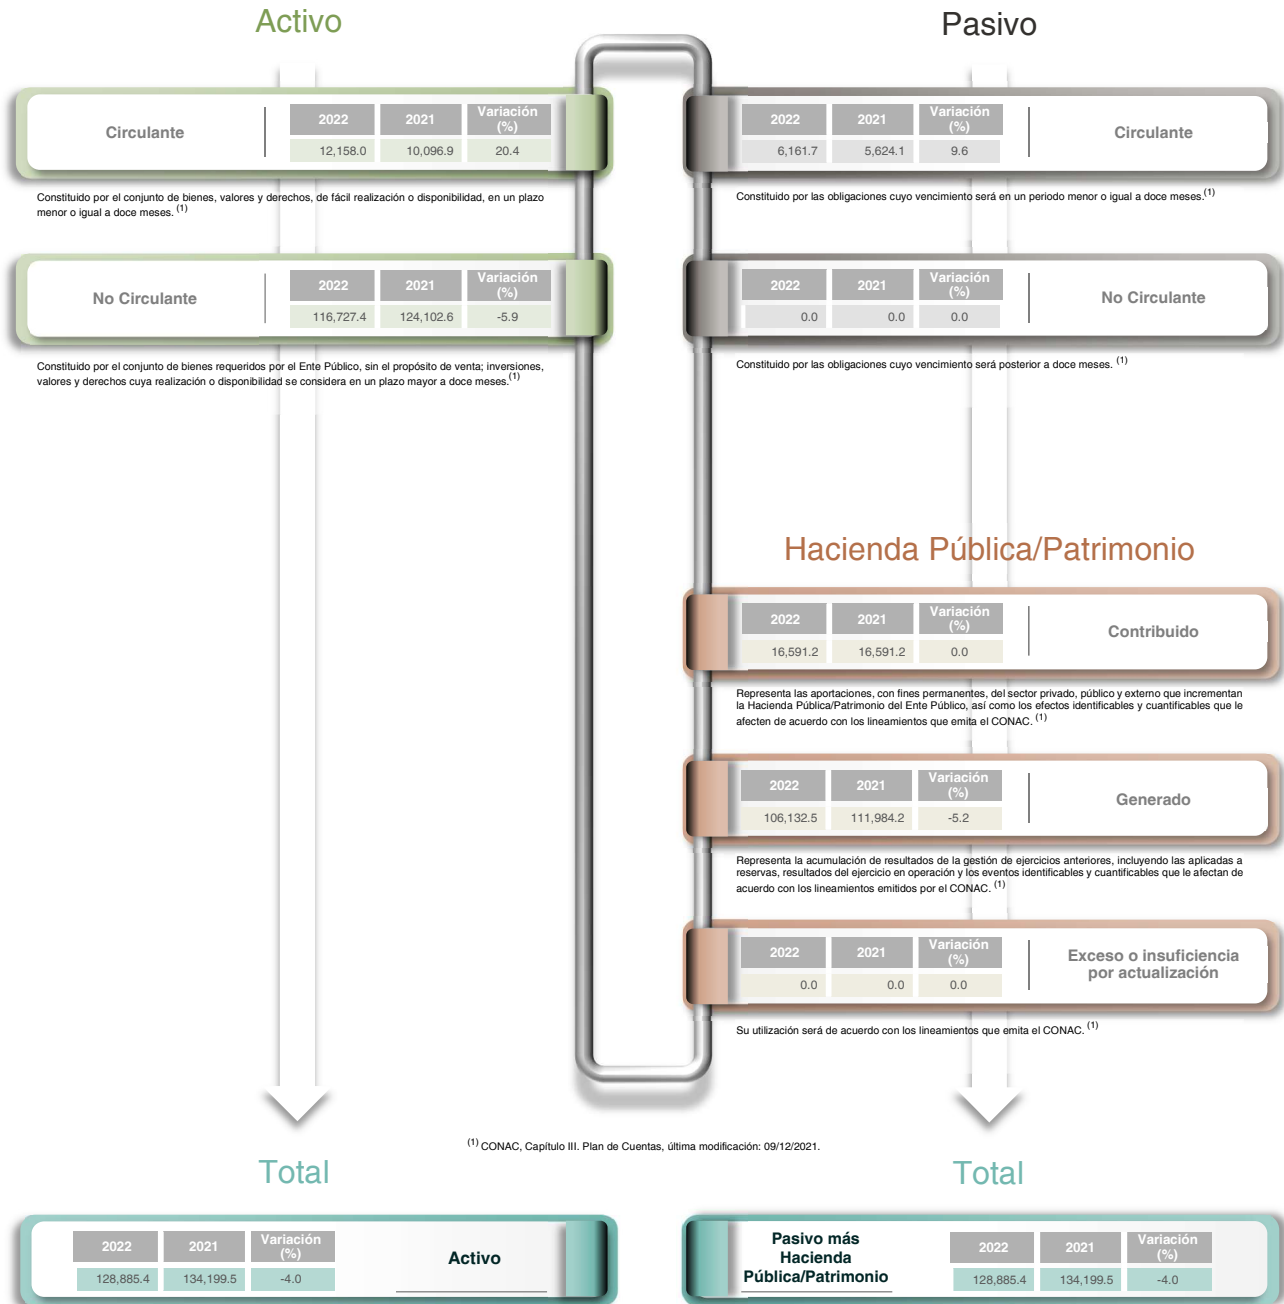 Activo
Circulante
2022 2021 Variación (%)
12,158.0 10,096.9 20.4
Constituido por el conjunto de bienes, valores y derechos, de fácil realización o disponibilidad, en un plazo
menor o igual a doce meses. (1)
No Circulante
2022 2021 Variación (%)
116,727.4 124,102.6 -5.9
Constituido por el conjunto de bienes requeridos por el Ente Público, sin el propósito de venta; inversiones,
valores y derechos cuya realización o disponibilidad se considera en un plazo mayor a doce meses.(1)
Pasivo
2022 2021 Variación (%)
6,161.7 5,624.1 9.6
Circulante
Constituido por las obligaciones cuyo vencimiento será en un periodo menor o igual a doce meses.(1)
2022 2021 Variación (%)
0.0 0.0 0.0
No Circulante
Constituido por las obligaciones cuyo vencimiento será posterior a doce meses. (1)
Hacienda Pública/Patrimonio
2022 2021 Variación (%)
16,591.2 16,591.2 0.0
Contribuido
Representa las aportaciones, con fines permanentes, del sector privado, público y externo que incrementan
la Hacienda Pública/Patrimonio del Ente Público, así como los efectos identificables y cuantificables que le
afecten de acuerdo con los lineamientos que emita el CONAC. (1)
2022 2021 Variación (%)
106,132.5 111,984.2 -5.2
Generado
Representa la acumulación de resultados de la gestión de ejercicios anteriores, incluyendo las aplicadas a
reservas, resultados del ejercicio en operación y los eventos identificables y cuantificables que le afectan de
acuerdo con los lineamientos emitidos por el CONAC. (1)
2022 2021 Variación (%)
0.0 0.0 0.0
Exceso o insuficiencia
por actualización
Su utilización será de acuerdo con los lineamientos que emita el CONAC. (1)
(1) CONAC, Capítulo III. Plan de Cuentas, última modificación: 09/12/2021.
Total
2022 2021 Variación (%)
128,885.4 134,199.5 -4.0
Activo
Total
Pasivo más
Hacienda
Pública/Patrimonio
2022 2021 Variación (%)
128,885.4 134,199.5 -4.0